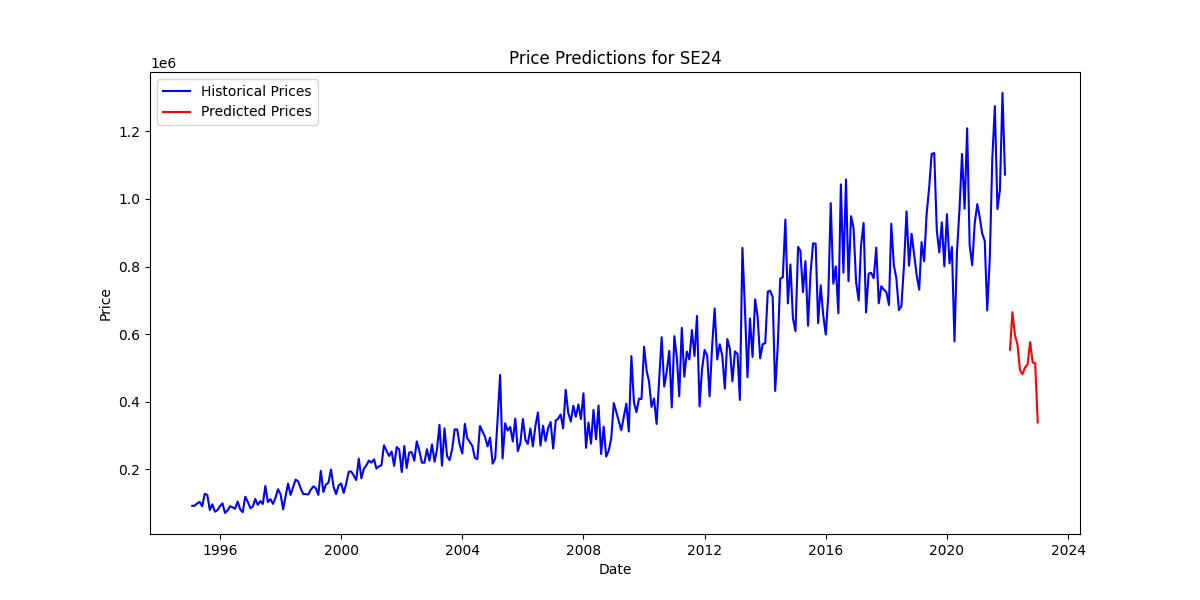 Price Predictions for SE24
1e6
Historical Prices
Predicted Prices
1.2
1.0
0.8
0.6
0.4
0.2
Price
1996 2000 2004 2008 2012 2016 2020 2024
Date